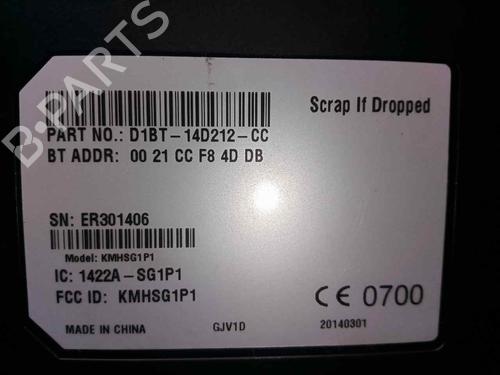 Scrap If Dropped
PART NO.: D1BT-14D212-CC
BT ADDR: 00 21 CC F8 4D DB
SN: ER301406
Model: KMHSG1P1
IC: 1422A-SG1P1
FCC ID: KMHSG1P1
CE 0700
MADE IN CHINA
GJV1D
20140301
B-PARTS